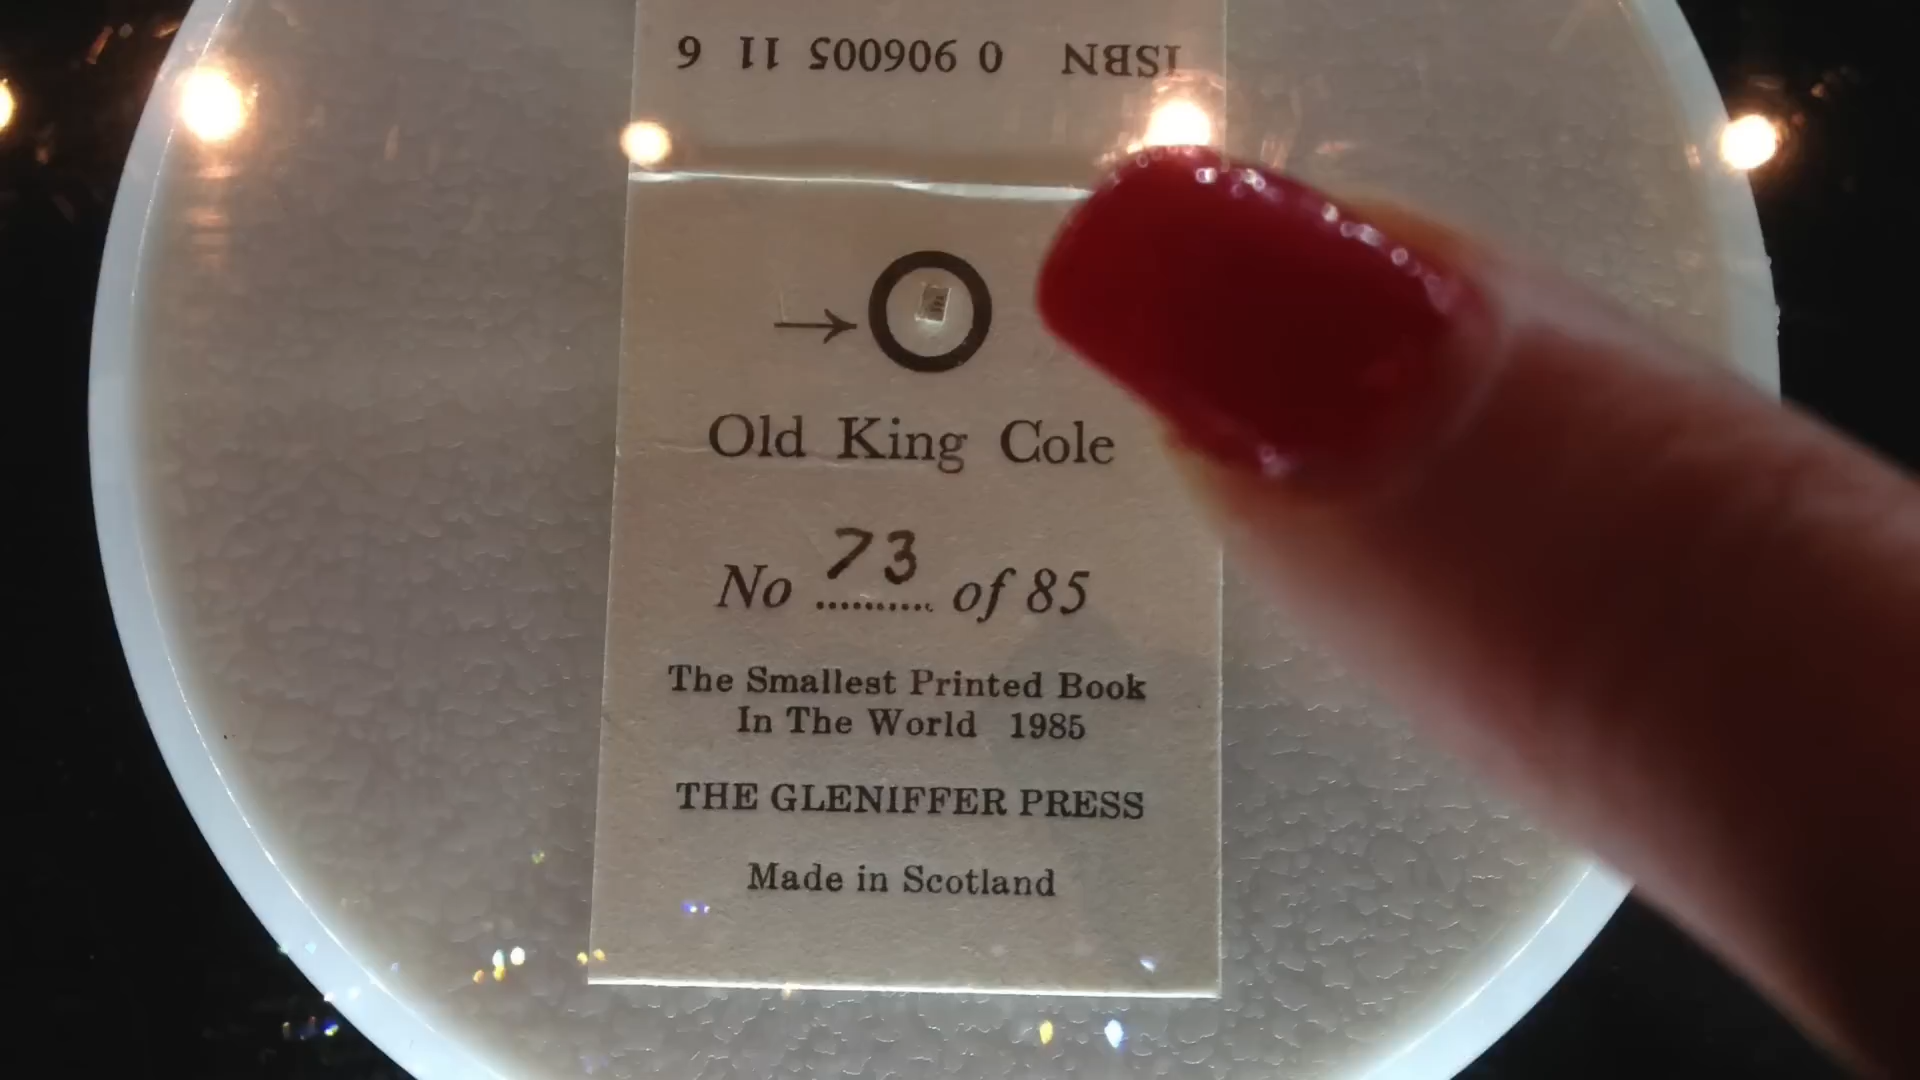 ISBN 0 906005 11 6
Old King Cole
No 73 of 85
The Smallest Printed Book
In The World 1985
THE GLENIFFER PRESS
Made in Scotland